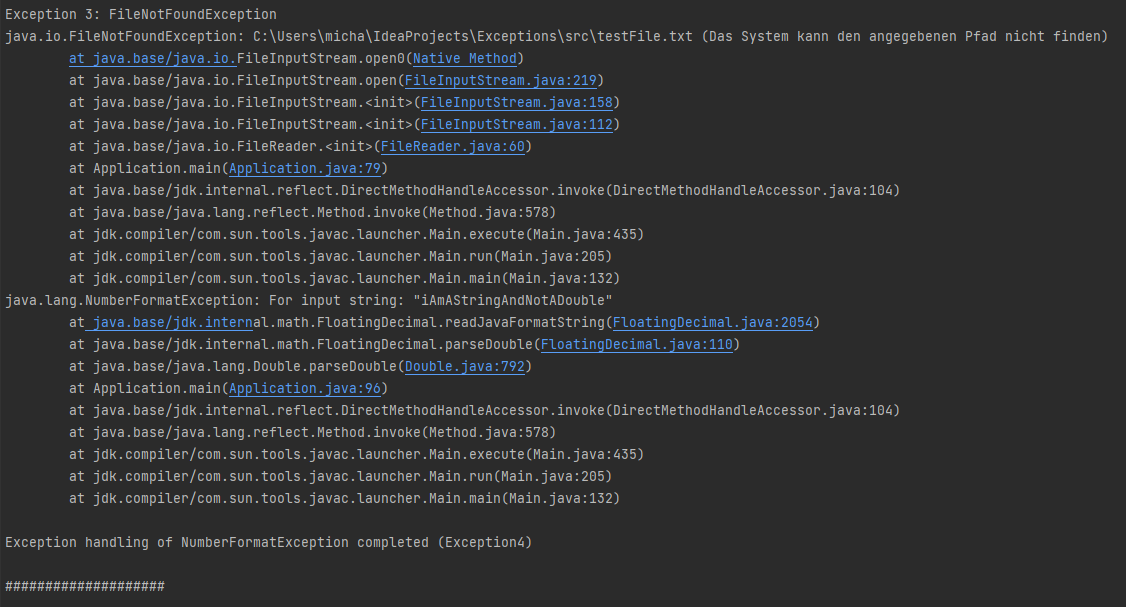 Exception 3: FileNotFoundException
java.io.FileNotFoundException: C:\Users\micha\IdeaProjects\Exceptions\src\testFile.txt (Das System kann den angegebenen Pfad nicht finden)
at java.base/java.io.FileInputStream.open0(Native Method)
at java.base/java.io.FileInputStream.open(FileInputStream.java:219)
at java.base/java.io.FileInputStream.<init>(FileInputStream.java:158)
at java.base/java.io.FileInputStream.<init>(FileInputStream.java:112)
at java.base/java.io.FileReader.<init>(FileReader.java:60)
at Application.main(Application.java:79)
at java.base/jdk.internal.reflect.DirectMethodHandleAccessor.invoke(DirectMethodHandleAccessor.java:104)
at java.base/java.lang.reflect.Method.invoke(Method.java:578)
at jdk.compiler/com.sun.tools.javac.launcher.Main.execute(Main.java:435)
at jdk.compiler/com.sun.tools.javac.launcher.Main.run(Main.java:205)
at jdk.compiler/com.sun.tools.javac.launcher.Main.main(Main.java:132)
java.lang.NumberFormatException: For input string: "iAmAStringAndNotADouble"
at java.base/jdk.internal.math.FloatingDecimal.readJavaFormatString(FloatingDecimal.java:2054)
at java.base/jdk.internal.math.FloatingDecimal.parseDouble(FloatingDecimal.java:110)
at java.base/java.lang.Double.parseDouble(Double.java:792)
at Application.main(Application.java:96)
at java.base/jdk.internal.reflect.DirectMethodHandleAccessor.invoke(DirectMethodHandleAccessor.java:104)
at java.base/java.lang.reflect.Method.invoke(Method.java:578)
at jdk.compiler/com.sun.tools.javac.launcher.Main.execute(Main.java:435)
at jdk.compiler/com.sun.tools.javac.launcher.Main.run(Main.java:205)
at jdk.compiler/com.sun.tools.javac.launcher.Main.main(Main.java:132)
Exception handling of NumberFormatException completed (Exception4)
####################